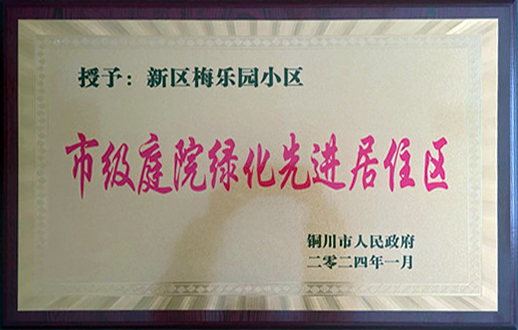 授予：新区梅乐园小区
市级庭院绿化先进居住区
铜川市人民政府
二零二四年一月